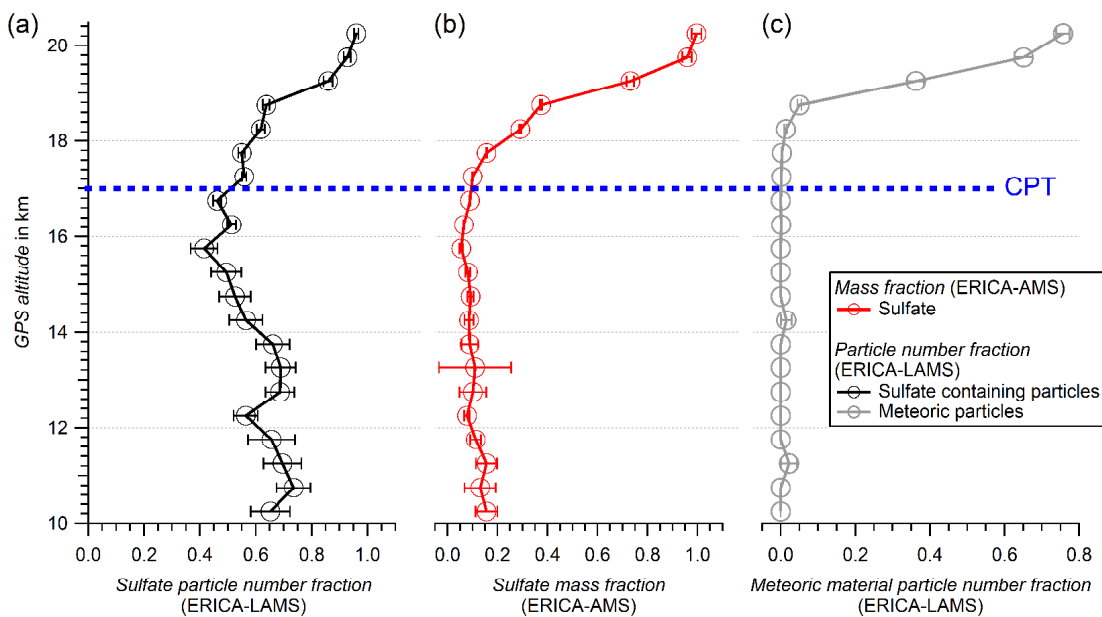 (a)
(b)
(c)
20
18
16
14
12
10
GPS altitude in km
CPT
Mass fraction (ERICA-AMS)
Sulfate
Particle number fraction
(ERICA-LAMS)
Sulfate containing particles
Meteoric particles
0.0 0.2 0.4 0.6 0.8 1.0
0.0 0.2 0.4 0.6 0.8 1.0
0.0 0.2 0.4 0.6 0.8
Sulfate particle number fraction
(ERICA-LAMS)
Sulfate mass fraction
(ERICA-AMS)
Meteoric material particle number fraction
(ERICA-LAMS)